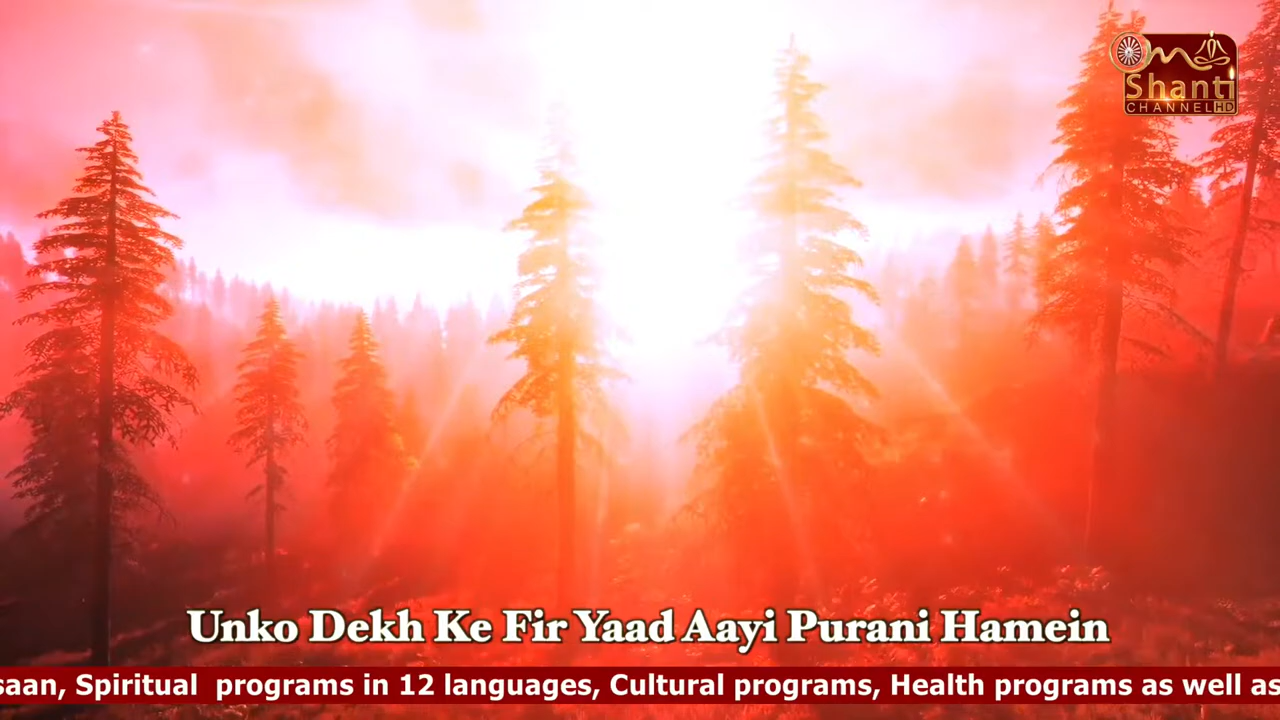 Om
Shanti
CHANNEL HD
Unko Dekh Ke Fir Yaad Aayi Purani Hamein
saan, Spiritual programs in 12 languages, Cultural programs, Health programs as well as